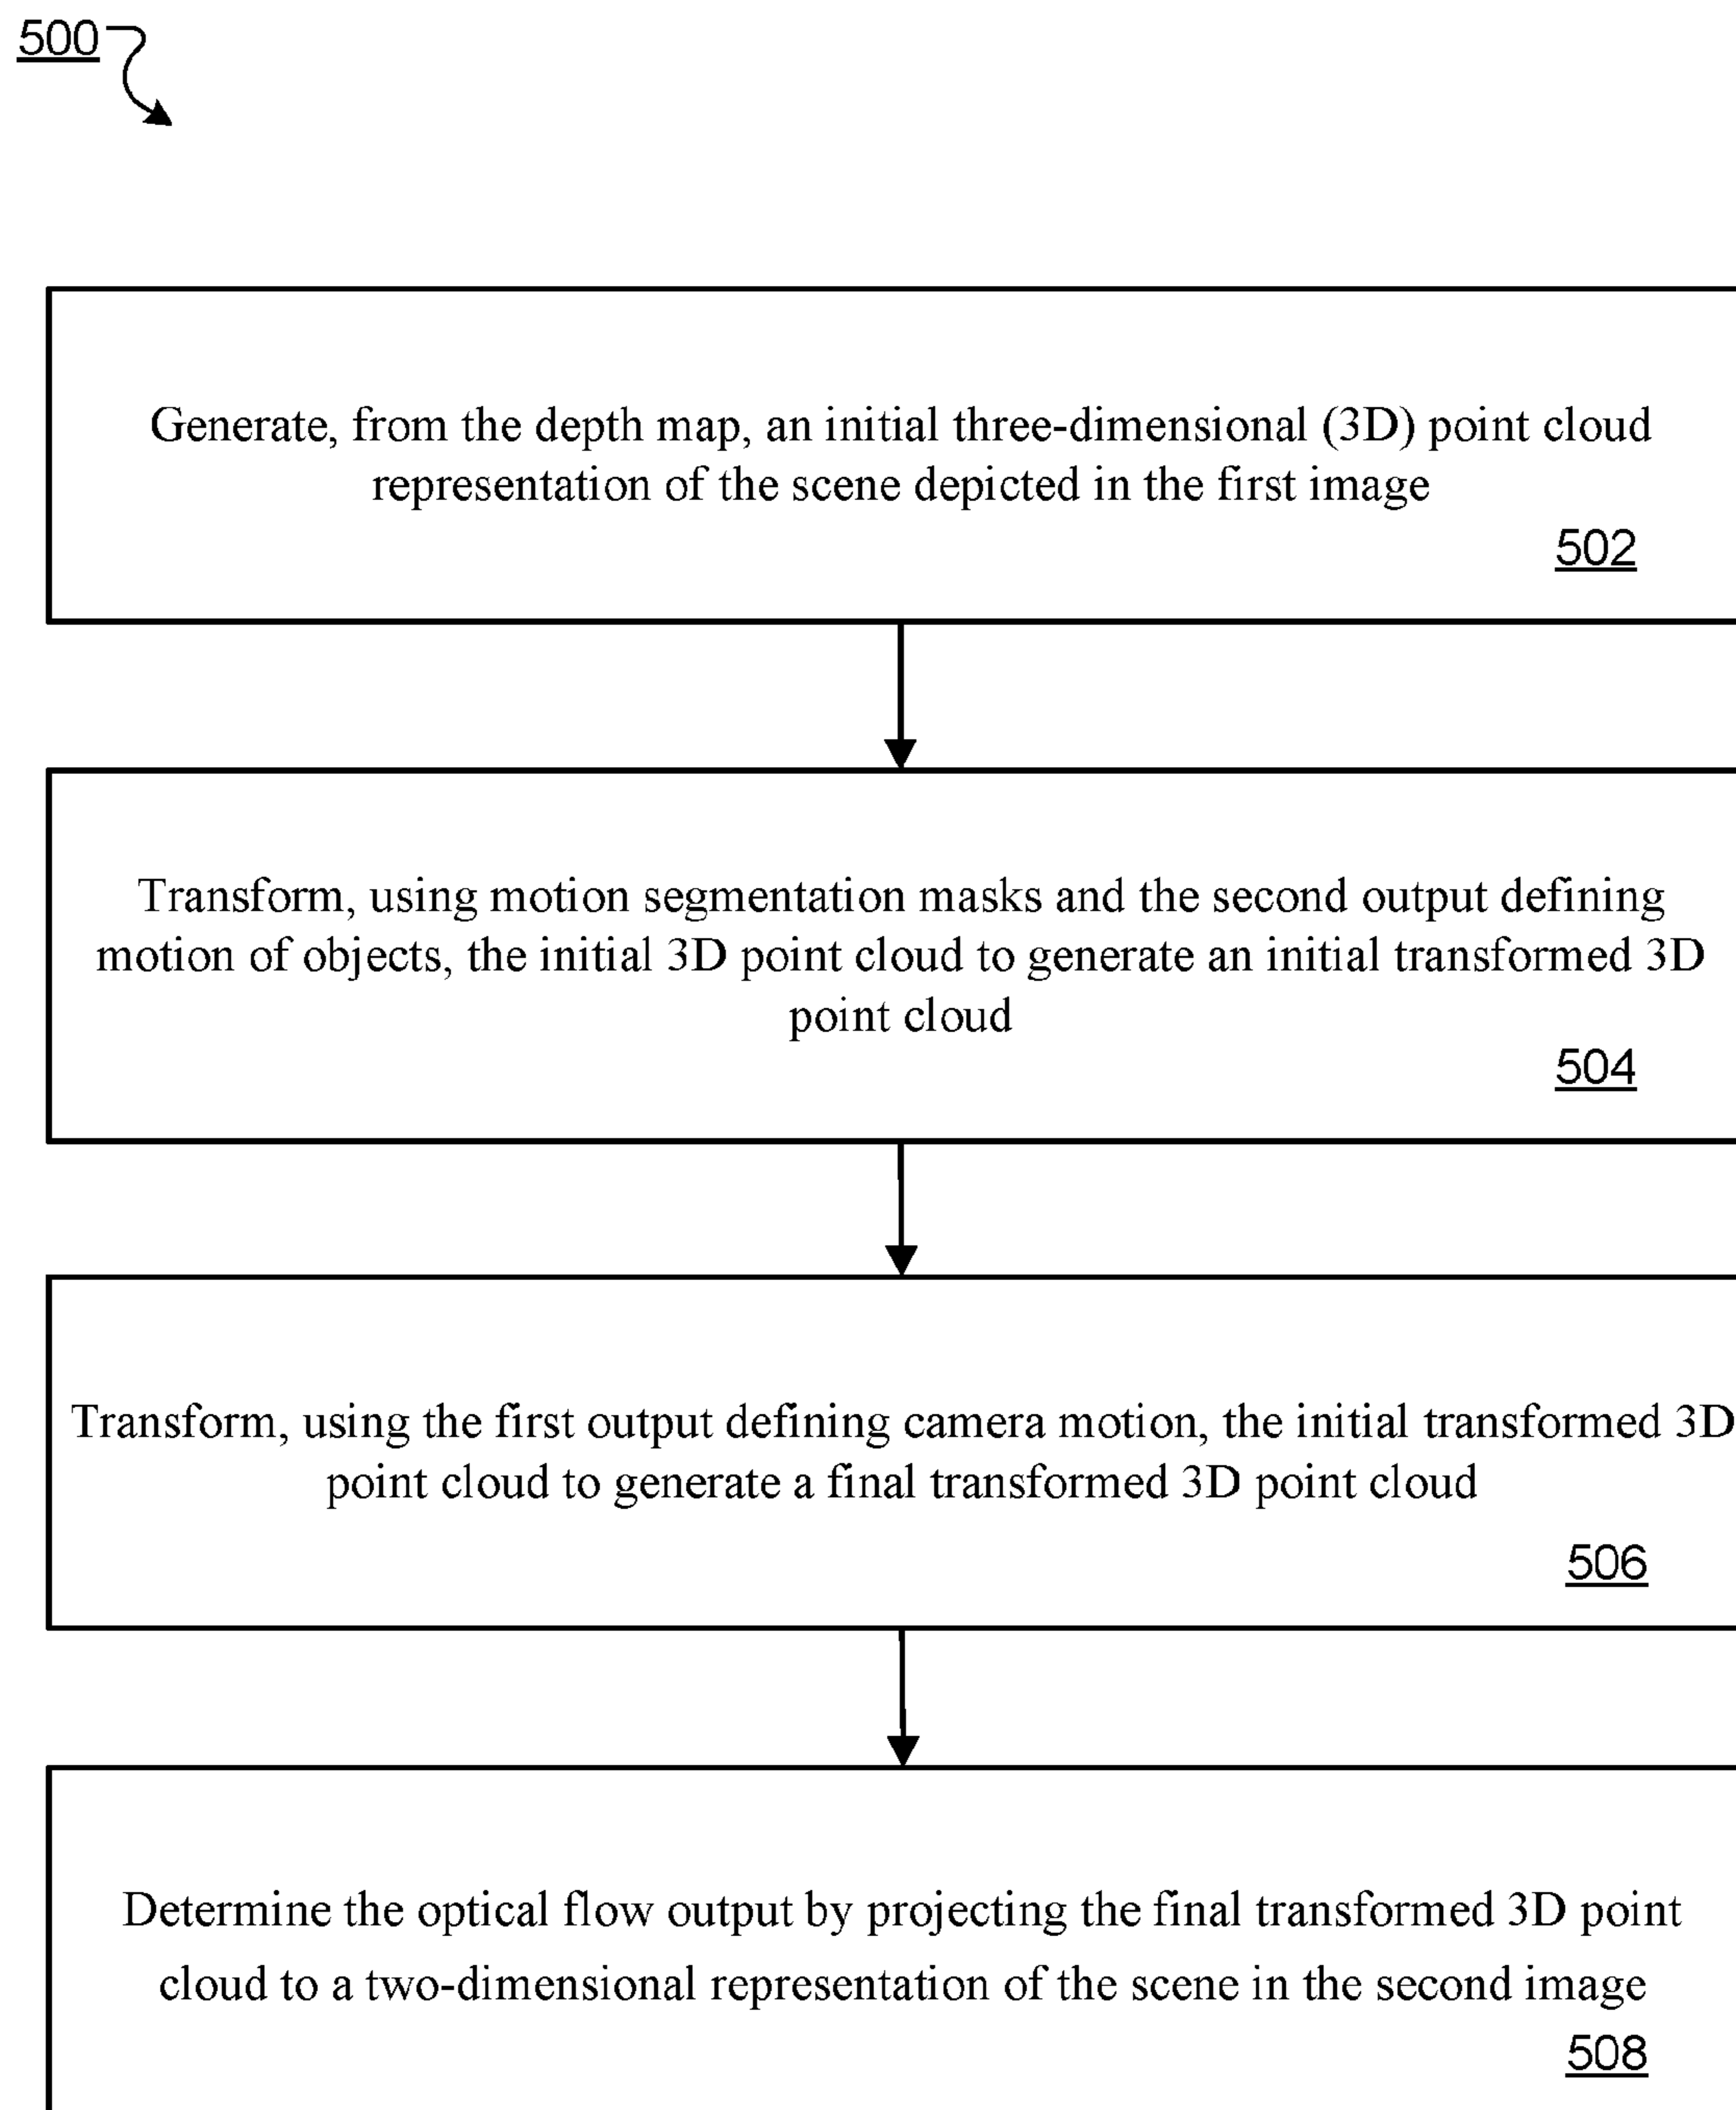 500
Generate, from the depth map, an initial three-dimensional (3D) point cloud
representation of the scene depicted in the first image
502
Transform, using motion segmentation masks and the second output defining
motion of objects, the initial 3D point cloud to generate an initial transformed 3D
point cloud
504
Transform, using the first output defining camera motion, the initial transformed 3D
point cloud to generate a final transformed 3D point cloud
506
Determine the optical flow output by projecting the final transformed 3D point
cloud to a two-dimensional representation of the scene in the second image
508